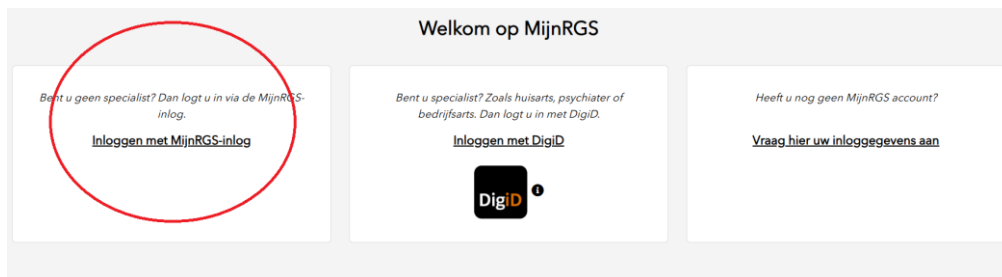 Welkom op MijnRGS
Bent u geen specialist? Dan logt u in via de MijnRGS-
inlog.
Inloggen met MijnRGS-inlog
Bent u specialist? Zoals huisarts, psychiater of
bedrijfsarts. Dan logt u in met DigiD.
Inloggen met DigiD
DigiD
Heeft u nog geen MijnRGS account?
Vraag hier uw inloggegevens aan